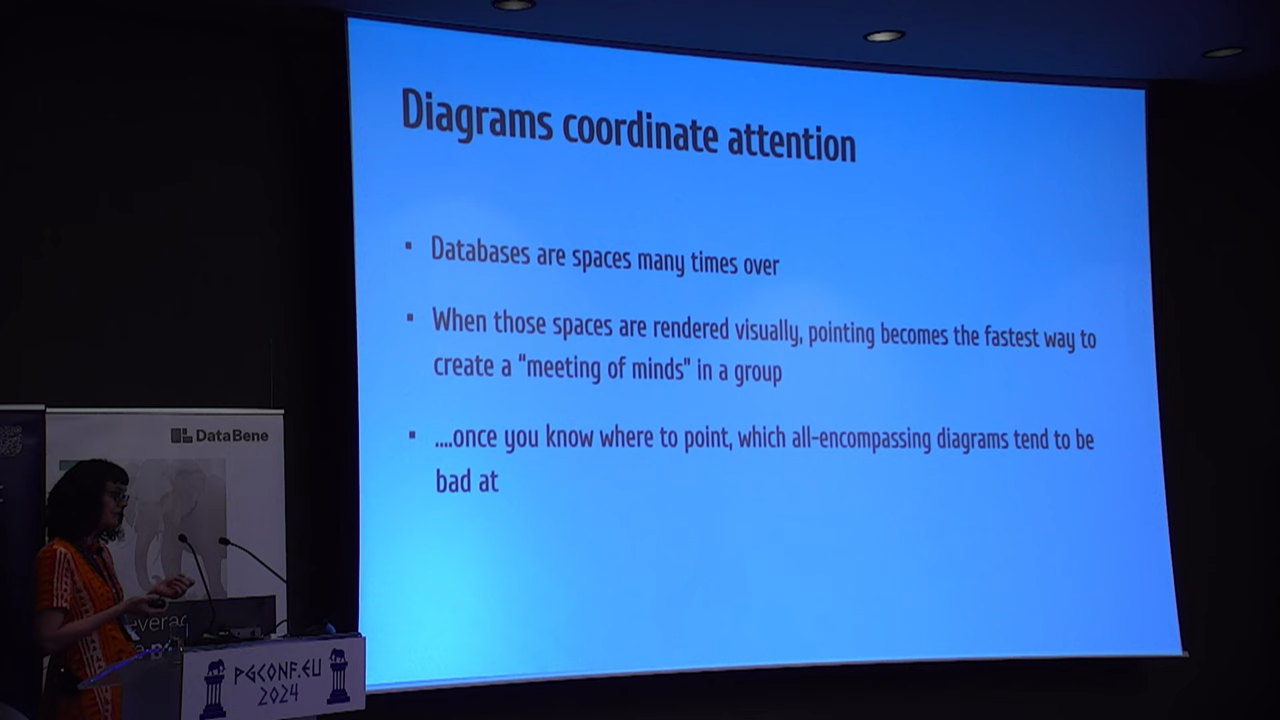 Diagrams coordinate attention
▪ Databases are spaces many times over
▪ When those spaces are rendered visually, pointing becomes the fastest way to
create a "meeting of minds" in a group
▪ ....once you know where to point, which all-encompassing diagrams tend to be
bad at
DataBene
PGCONF.EU
2024